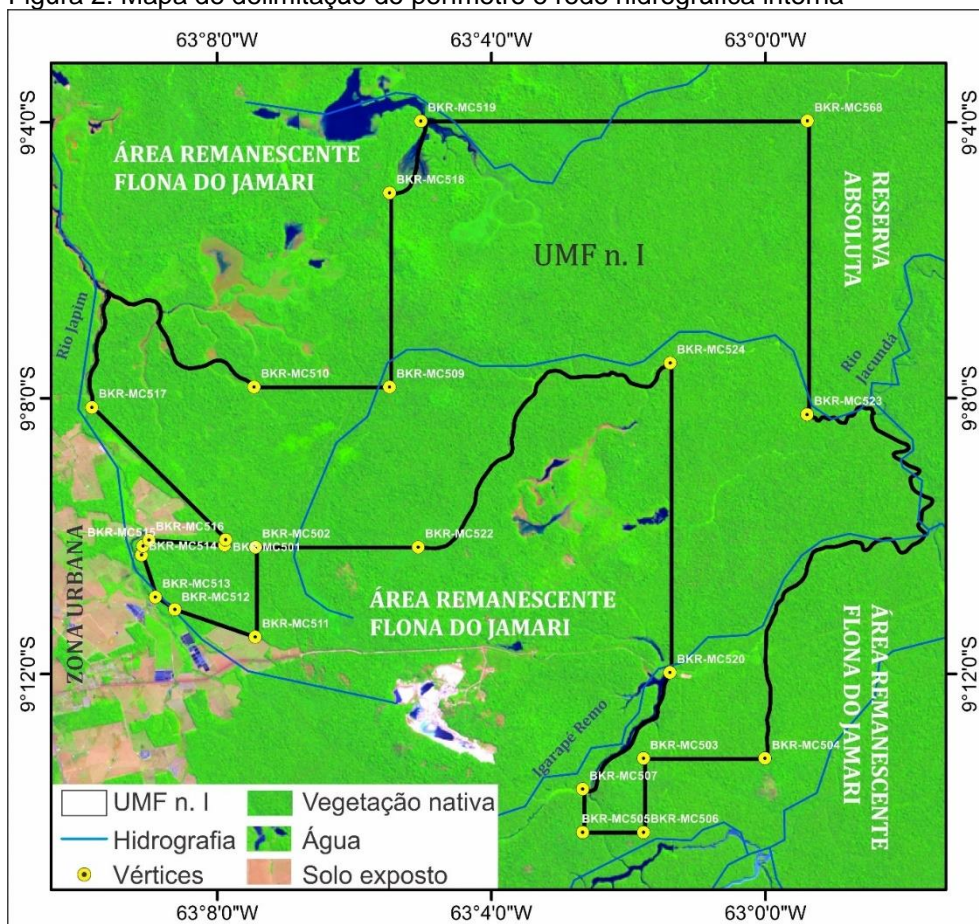 Figura 2. Mapa de delimitação do perímetro e rede hidrográfica interna
63°8'0"W
63°4'0"W
63°0'0"W
9°4'0"S
9°4'0"S
BKR-MC519
BKR-MC568
ÁREA REMANESCENTE
FLONA DO JAMARI
BKR-MC518
RESERVA
ABSOLUTA
UMF n. I
Rio Japim
Rio
Jacundá
BKR-MC524
BKR-MC510
BKR-MC509
9°8'0"S
9°8'0"S
BKR-MC517
BKR-MC523
BKR-MC516
BKR-MC502
BKR-MC522
BKR-MC515
BKR-MC514
BKR-MC501
ZONA URBANA
BKR-MC513
BKR-MC512
ÁREA REMANESCENTE
FLONA DO JAMARI
BKR-MC511
ÁREA REMANESCENTE
FLONA DO JAMARI
9°12'0"S
9°12'0"S
BKR-MC520
Igarapé Remo
BKR-MC503
BKR-MC504
BKR-MC507
BKR-MC505
BKR-MC506
UMF n. I
Vegetação nativa
Hidrografia
Água
Vértices
Solo exposto
63°8'0"W
63°4'0"W
63°0'0"W